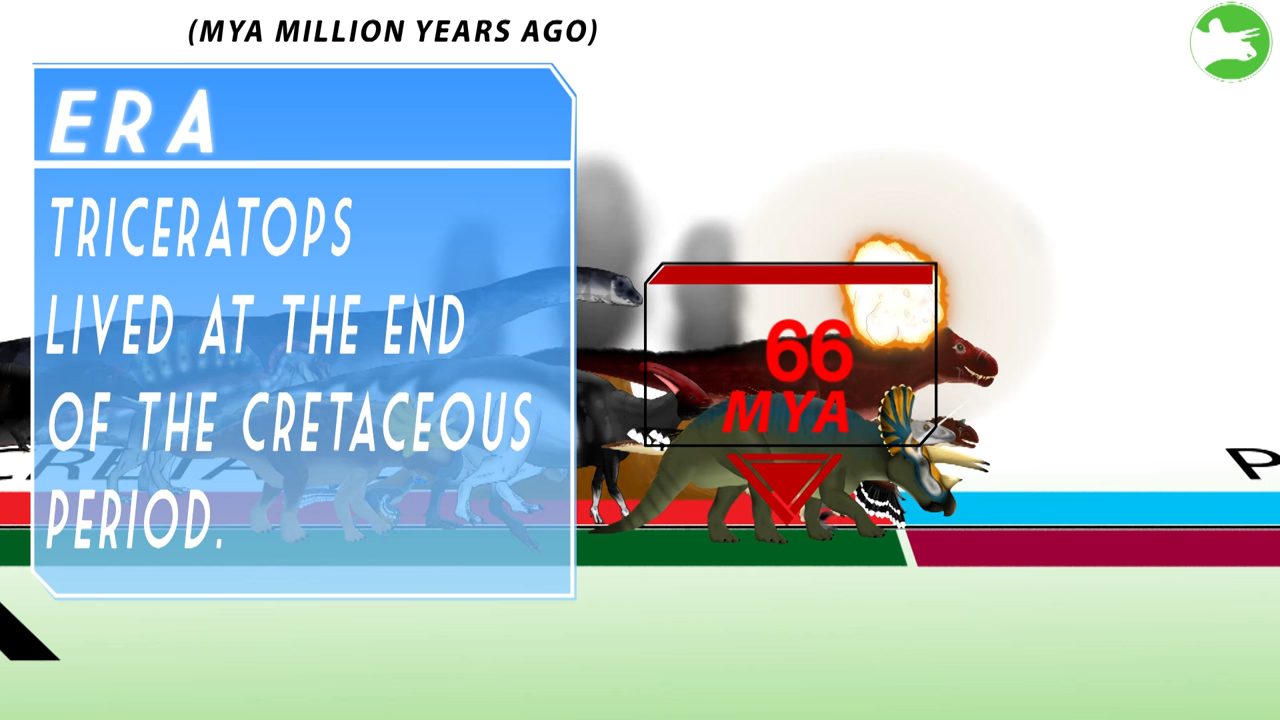 (MYA MILLION YEARS AGO)
ERA
TRICERATOPS
LIVED AT THE END
OF THE CRETACEOUS
PERIOD.
66
MYA